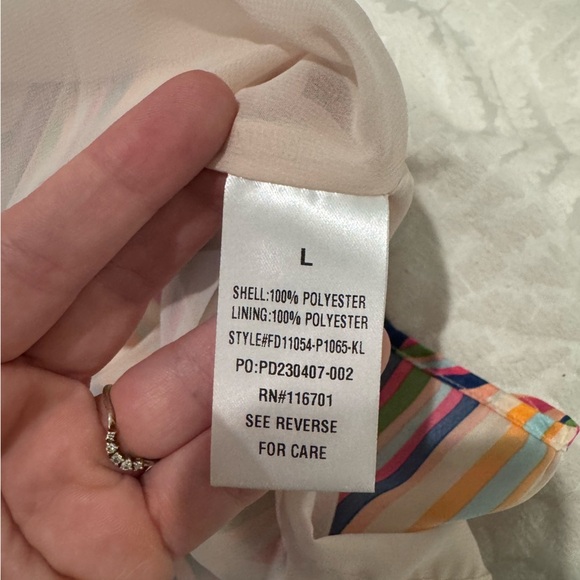 L
SHELL:100% POLYESTER
LINING:100% POLYESTER
STYLE#FD11054-P1065-KL
PO:PD230407-002
RN#116701
SEE REVERSE
FOR CARE